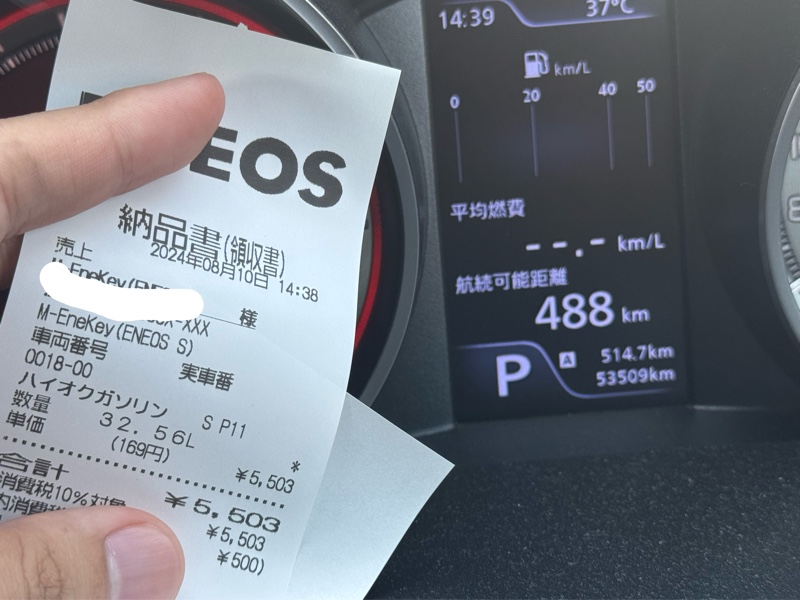 ENEOS
納品書(領収書)
売上 2024年08月10日 14:38
様
M-EneKey(ENEOS S)
車両番号 実車番
0018-00
ハイオクガソリン S P11
数量 32.56L
単価 (169円) *
¥5,503
合計 ¥5,503
消費税10%対象 ¥5,503
¥500)
14:39 37°C
km/L
0 20 40 50
平均燃費
--.- km/L
航続可能距離
488 km
P A 514.7km
53509km